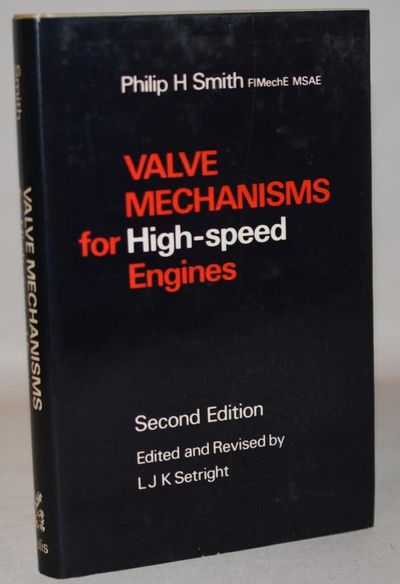 Philip H Smith FIMechE MSAE
VALVE
MECHANISMS
for High-speed
Engines
Second Edition
Edited and Revised by
L J K Setright
Smith
VALVE MECHANISMS